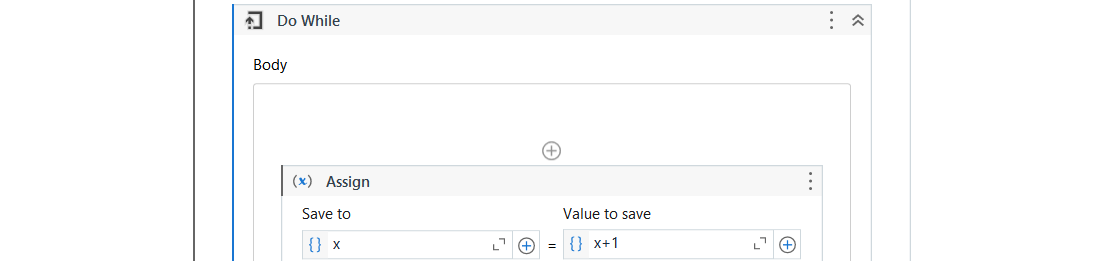 Do While
Body
(x) Assign
Save to Value to save
{} x = {} x+1